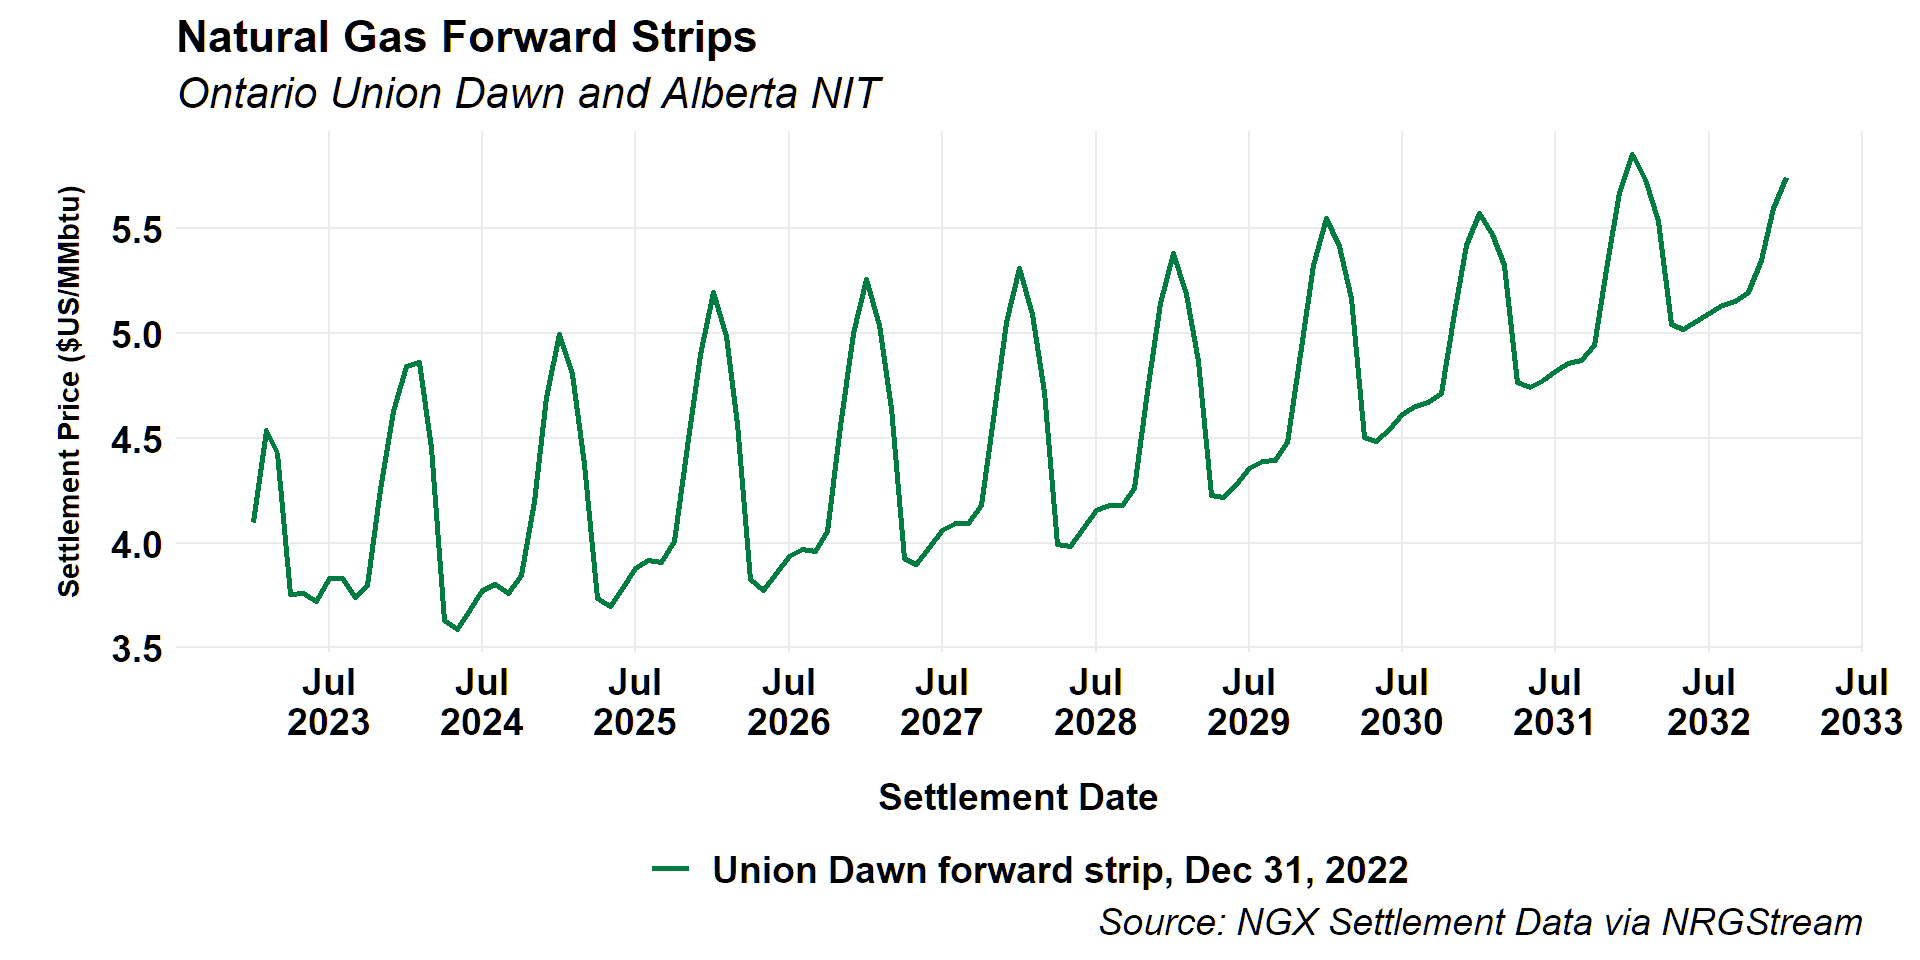 Natural Gas Forward Strips
Ontario Union Dawn and Alberta NIT
Settlement Price ($US/MMbtu)
5.5
5.0
4.5
4.0
3.5
Jul Jul Jul Jul Jul Jul Jul Jul Jul Jul Jul
2023 2024 2025 2026 2027 2028 2029 2030 2031 2032 2033
Settlement Date
Union Dawn forward strip, Dec 31, 2022
Source: NGX Settlement Data via NRGStream